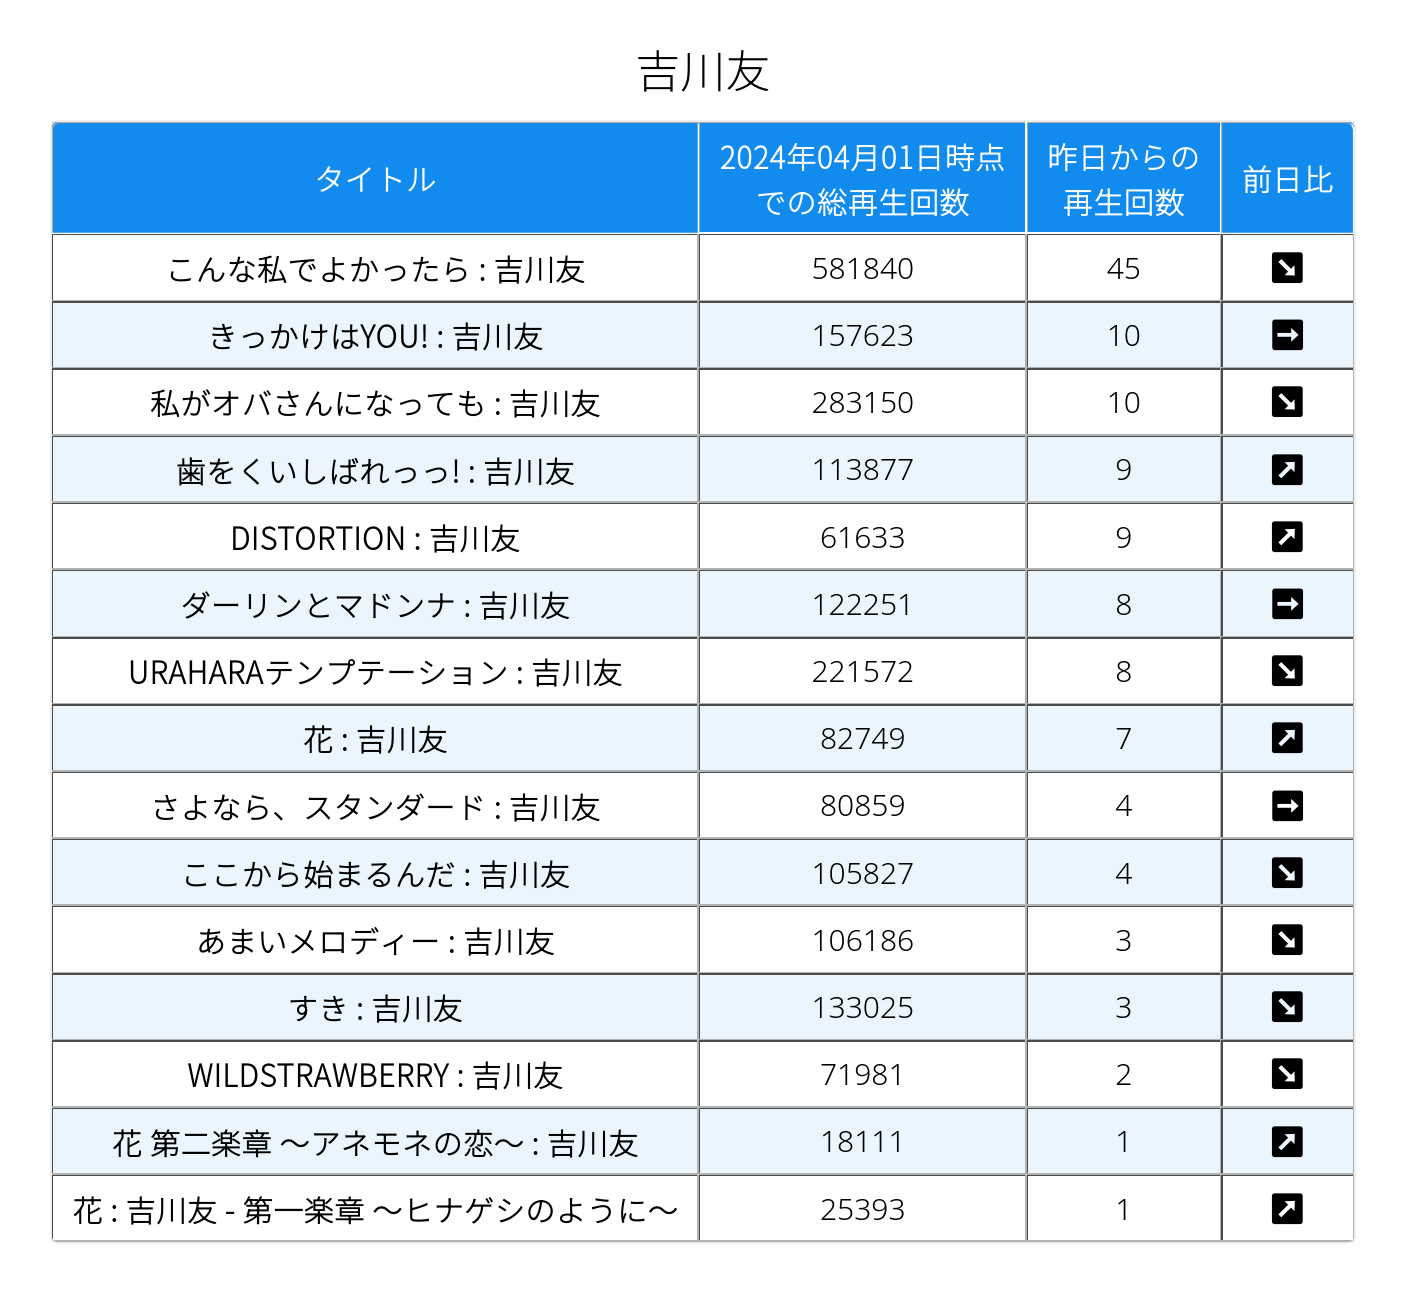 吉川友
タイトル
2024年04月01日時点
での総再生回数
昨日からの
再生回数
前日比
こんな私でよかったら : 吉川友 581840 45 ↘
きっかけはYOU! : 吉川友 157623 10 →
私がオバさんになっても : 吉川友 283150 10 ↘
歯をくいしばれっっ! : 吉川友 113877 9 ↗
DISTORTION : 吉川友 61633 9 ↗
ダーリンとマドンナ : 吉川友 122251 8 →
URAHARAテンプテーション : 吉川友 221572 8 ↘
花 : 吉川友 82749 7 ↗
さよなら、スタンダード : 吉川友 80859 4 →
ここから始まるんだ : 吉川友 105827 4 ↘
あまいメロディー : 吉川友 106186 3 ↘
すき : 吉川友 133025 3 ↘
WILDSTRAWBERRY : 吉川友 71981 2 ↘
花 第二楽章 〜アネモネの恋〜 : 吉川友 18111 1 ↗
花 : 吉川友 - 第一楽章 〜ヒナゲシのように〜 25393 1 ↗